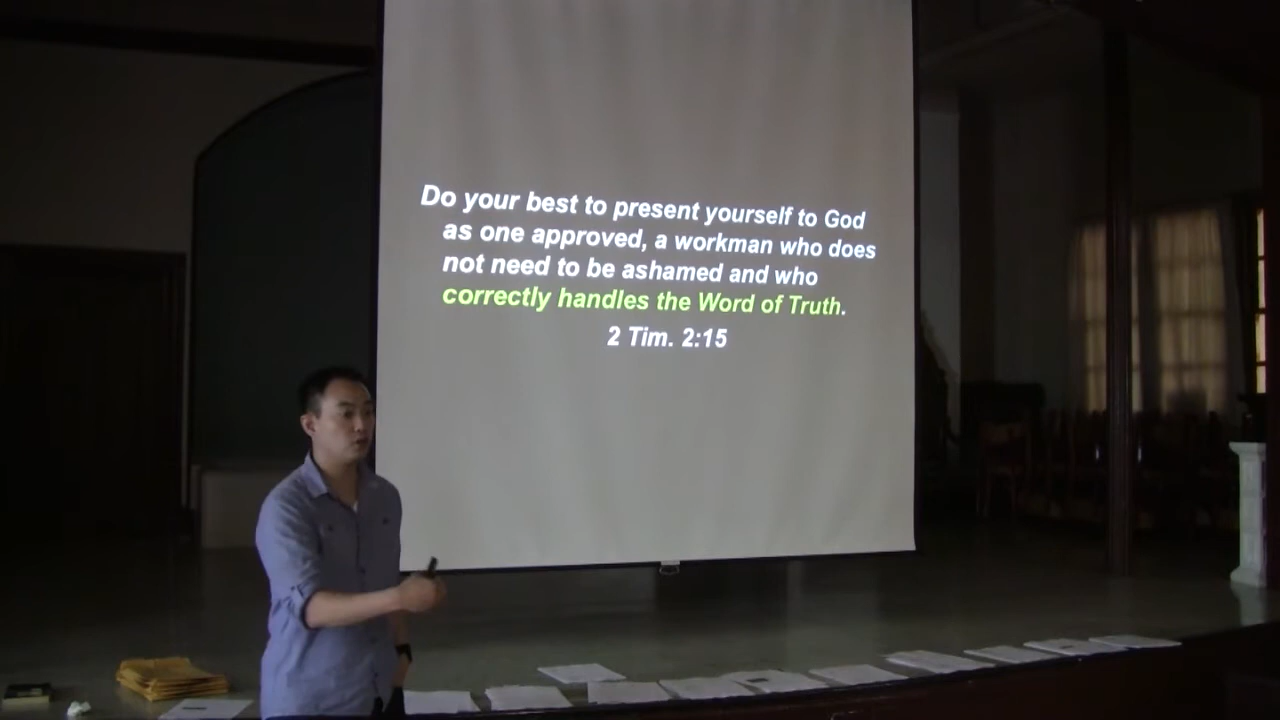 Do your best to present yourself to God
as one approved, a workman who does
not need to be ashamed and who
correctly handles the Word of Truth.
2 Tim. 2:15